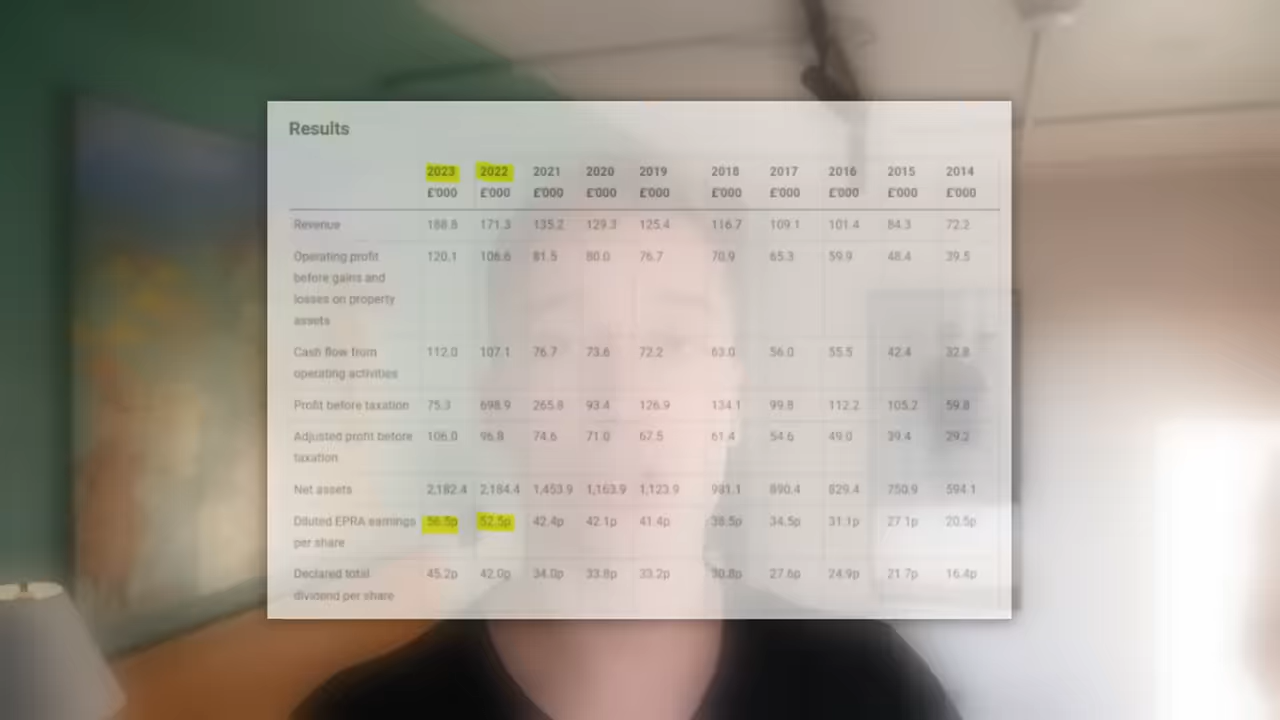 Results
2023 2022 2021 2020 2019 2018 2017 2016 2015 2014
£'000 £'000 £'000 £'000 £'000 £'000 £'000 £'000 £'000 £'000
Revenue 188.8 171.3 135.2 129.3 125.4 116.7 109.1 101.4 84.3 72.2
Operating profit 120.1 106.6 81.5 80.0 76.7 70.9 65.3 59.9 48.4 39.5
before gains and
losses on property
assets
Cash flow from 112.0 107.1 76.7 73.6 72.2 63.0 56.0 55.5 42.4 32.8
operating activities
Profit before taxation 75.3 698.9 265.8 93.4 126.9 134.1 99.8 112.2 105.2 59.8
Adjusted profit before 106.0 96.8 74.6 71.0 67.5 61.4 54.6 49.0 39.4 29.2
taxation
Net assets 2,182.4 2,184.4 1,453.9 1,163.9 1,123.9 981.1 890.4 829.4 750.9 594.1
Diluted EPRA earnings 56.5p 52.5p 42.4p 42.1p 41.4p 38.5p 34.5p 31.1p 27.1p 20.5p
per share
Declared total 45.2p 42.0p 34.0p 33.8p 33.2p 30.8p 27.6p 24.9p 21.7p 16.4p
dividend per share